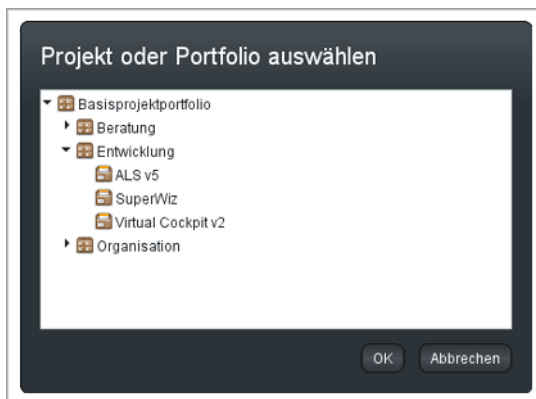 Projekt oder Portfolio auswählen
Basisprojektportfolio
Beratung
Entwicklung
ALS v5
SuperWiz
Virtual Cockpit v2
Organisation
OK Abbrechen